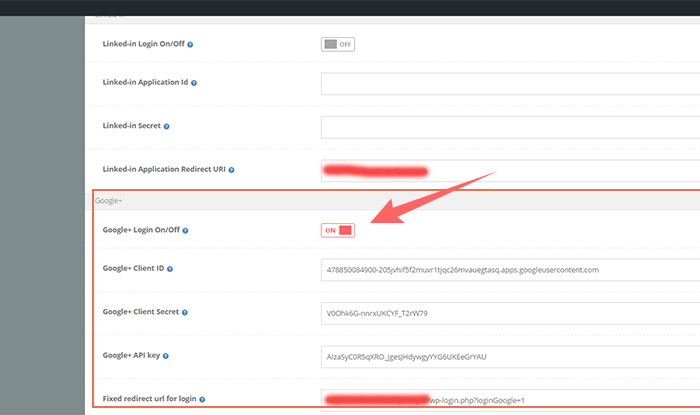 Linked-in Login On/Off ?
OFF
Linked-in Application Id ?
Linked-in Secret ?
Linked-in Application Redirect URI ?
Google+
Google+ Login On/Off ?
ON
Google+ Client ID ?
478850084900-205jvhif5f2muvr1tjqc26mvauegtasq.apps.googleusercontent.com
Google+ Client Secret ?
V0Ohk6G-nnrxUKCYF_T2rW79
Google+ API key ?
AIzaSyC0R5qXRO_jgesJHdywgyYYG6UKEeGrYAU
Fixed redirect url for login ?
wp-login.php?loginGoogle=1